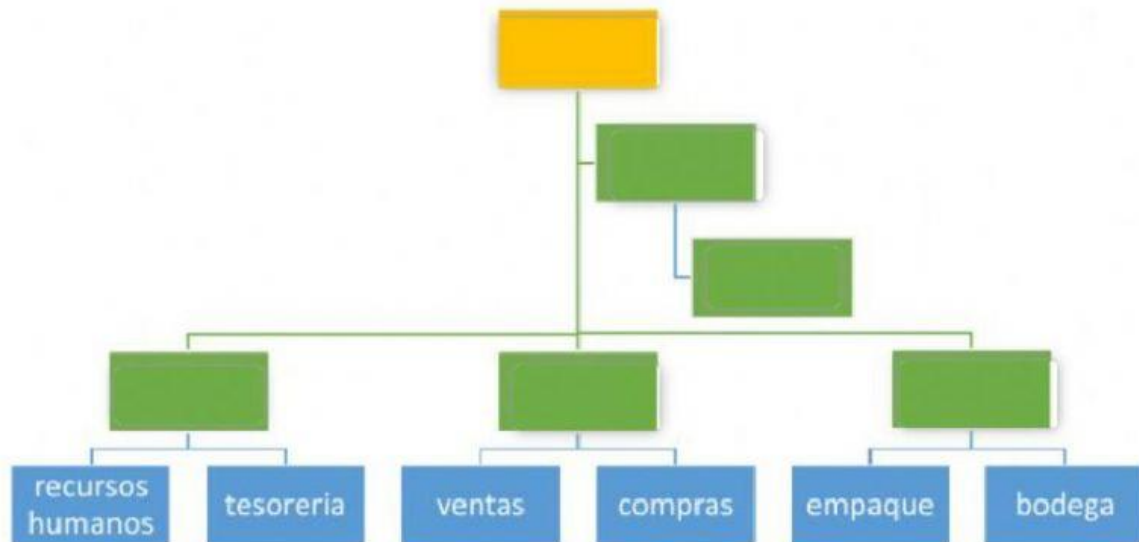 recursos
humanos
tesoreria
ventas
compras
empaque
bodega